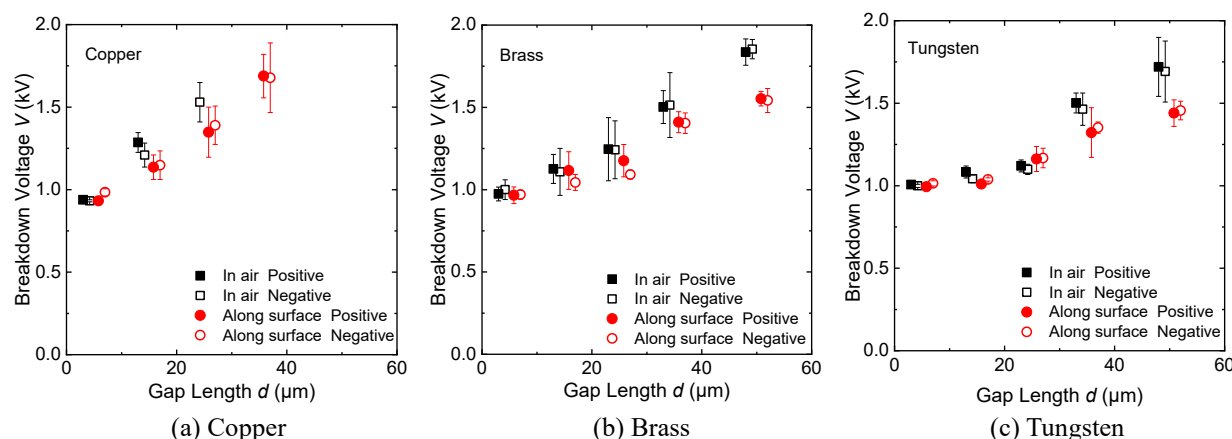 2.0
1.5
1.0
0.5
0.0
Breakdown Voltage V (kV)
Copper
In air Positive
In air Negative
Along surface Positive
Along surface Negative
0 20 40 60
Gap Length d (µm)
(a) Copper
2.0
1.5
1.0
0.5
0.0
Breakdown Voltage V (kV)
Brass
In air Positive
In air Negative
Along surface Positive
Along surface Negative
0 20 40 60
Gap Length d (µm)
(b) Brass
2.0
1.5
1.0
0.5
0.0
Breakdown Voltage V (kV)
Tungsten
In air Positive
In air Negative
Along surface Positive
Along surface Negative
0 20 40 60
Gap Length d (µm)
(c) Tungsten